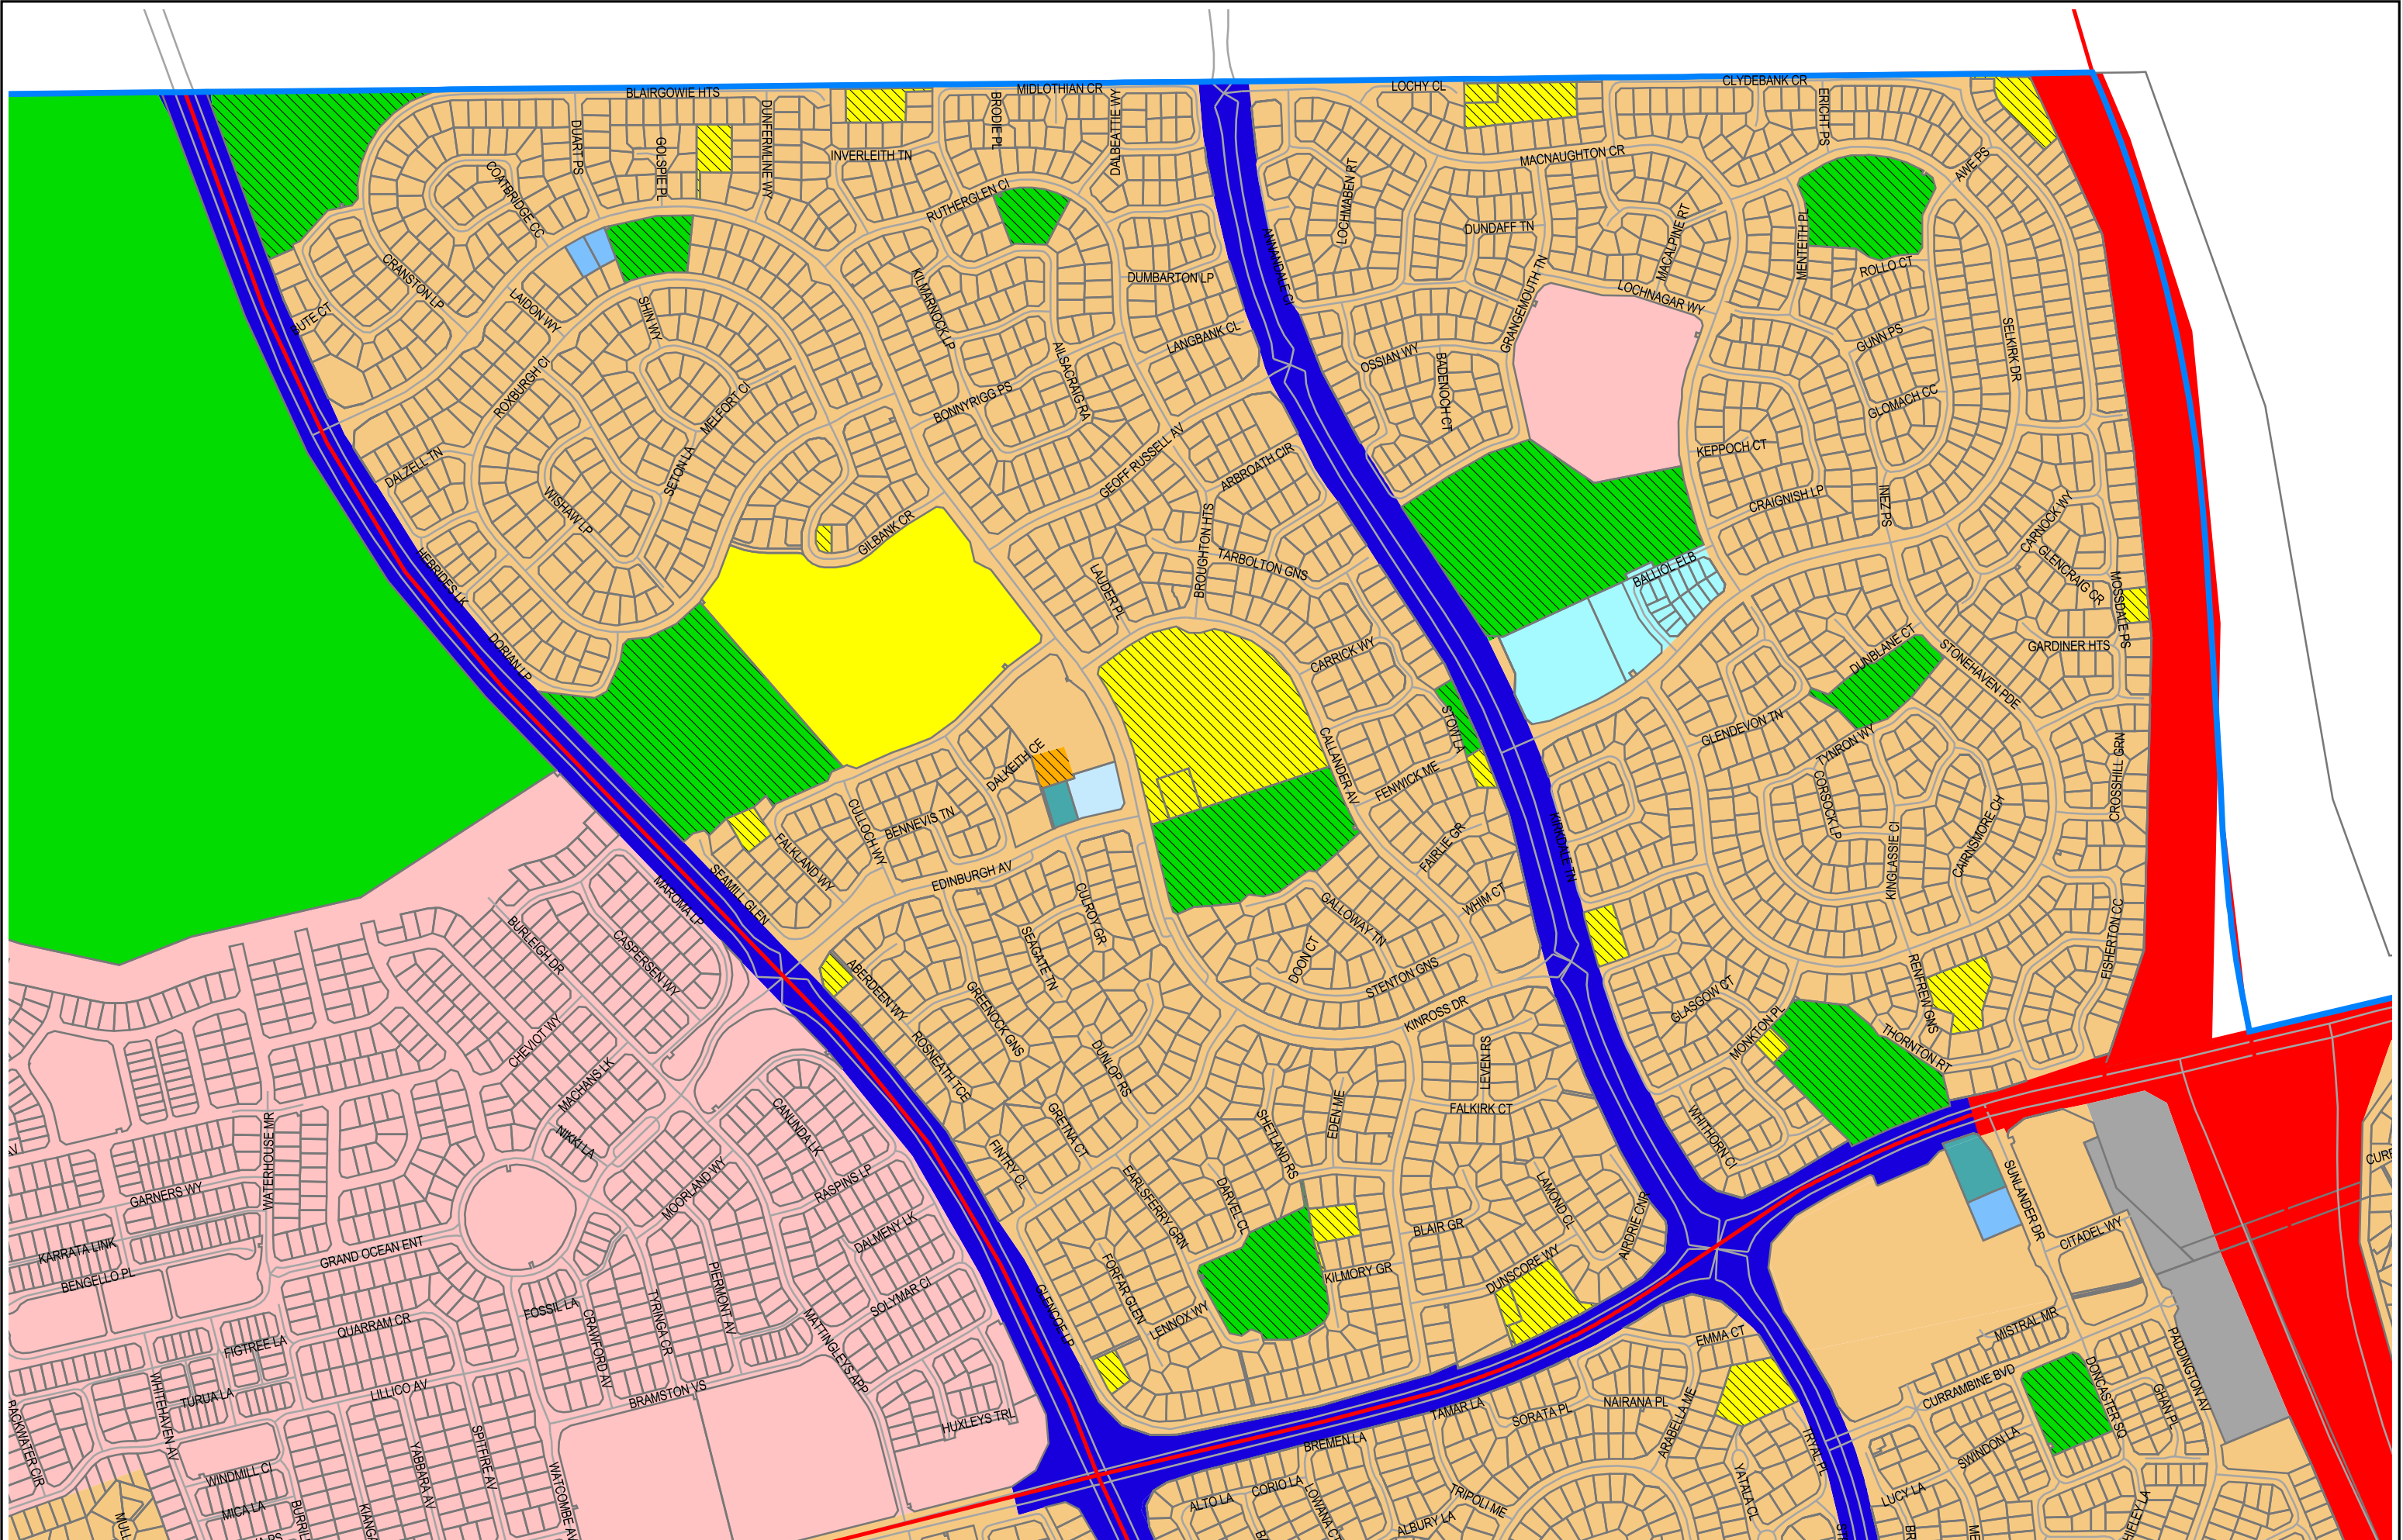 BLAIRGOWIE HTS
MIDLOTHIAN CR
LOCHY CL
CLYDEBANK CR
DUART PS
GOLSPIE PL
DUNFERMLINE WY
BRODIE PL
DALBEATTIE WY
ERICHT PS
INVERLEITH TN
MACNAUGHTON CR
AWE PS
COATBRIDGE CC
RUTHERGLEN CI
LOCHMABEN RT
DUNDAFF TN
MACALPINE RT
MENTEITH PL
ANNANDALE CI
CRANSTON LP
DUMBARTON LP
ROLLO CT
LAIDON WY
BUTE CT
SHIN WY
KILMARNOCK LP
LANGBANK CL
GRANGEMOUTH TN
LOCHNAGAR WY
GUNN PS
SELKIRK DR
ROXBURGH CI
MELFORT CI
AILSACRAIG RA
BONNYRIGG PS
OSSIAN WY
BADENOCH CT
GLOMACH CC
DALZELL TN
SETON LA
WISHAW LP
GEOFF RUSSELL AV
ARBROATH CIR
KEPPOCH CT
CRAIGNISH LP
INEZ PS
GILBANK CR
BROUGHTON HTS
TARBOLTON GNS
CARNOCK WY
GLENCRAIG CR
HEBRIDES LK
LAUDER PL
BALLIOL ELB
MOSSDALE PS
DORIAN LP
CARRICK WY
DUNBLANE CT
STONEHAVEN PDE
GARDINER HTS
STOW LA
GLENDEVON TN
TYNRON WY
CALLANDER AV
DALKEITH CE
FENWICK ME
CORSOCK LP
CROSSHILL GRN
CULLOCH WY
BENNEVIS TN
FALKLAND WY
FAIRLIE GR
KIRKDALE TN
KINGLASSIE CI
CAIRNSMORE CH
EDINBURGH AV
SEAMILL GLEN
MAROMA LP
CULROY GR
WHIM CT
GALLOWAY TN
BURLEIGH DR
CASPERSEN WY
SEAGATE TN
DOON CT
STENTON GNS
FISHERTON CC
ABERDEEN WY
GREENOCK GNS
KINROSS DR
GLASGOW CT
MONKTON PL
RENFREW GNS
THORNTON RT
CHEVIOT WY
ROSNEATH TCE
DUNLOP RS
LEVEN RS
MACHANS LK
NIKKI LA
CANUNDA LK
GRETNA CT
SHETLAND RS
EDEN ME
FALKIRK CT
WHITHORN CI
WATERHOUSE MR
AV
GARNERS WY
MOORLAND WY
RASPINS LP
FINTRY CL
EARLSFERRY GRN
DARVEL CL
LAMOND CL
AIRDRIE CNR
SUNLANDER DR
KARRATA LINK
BENGELLO PL
GRAND OCEAN ENT
DALMENY LK
BLAIR GR
CITADEL WY
FORFAR GLEN
KILMORY GR
DUNSCORE WY
PIERMONT AV
SOLYMAR CI
GLENCOE LP
FOSSIL LA
TYRINGA CR
CRAWFORD AV
MATTINGLEYS APP
LENNOX WY
QUARRAM CR
FIGTREE LA
EMMA CT
MISTRAL MR
PADDINGTON AV
TURUA LA
LILLICO AV
BRAMSTON VS
WHITEHAVEN AV
BACKWATER CIR
HUXLEYS TRL
TAMAR LA
SORATA PL
NAIRANA PL
ARABELLA ME
CURRAMBINE BVD
DONCASTER SQ
GHAN PL
BREMEN LA
TRYAL PL
SWINDON LA
SPITFIRE AV
YABBARA AV
WINDMILL CI
MICA LA
WATCOMBE AV
ALTO LA
CORIO LA
LOWANA CT
TRIPOLI ME
ALBURY LA
YATALA CL
LUCY LA